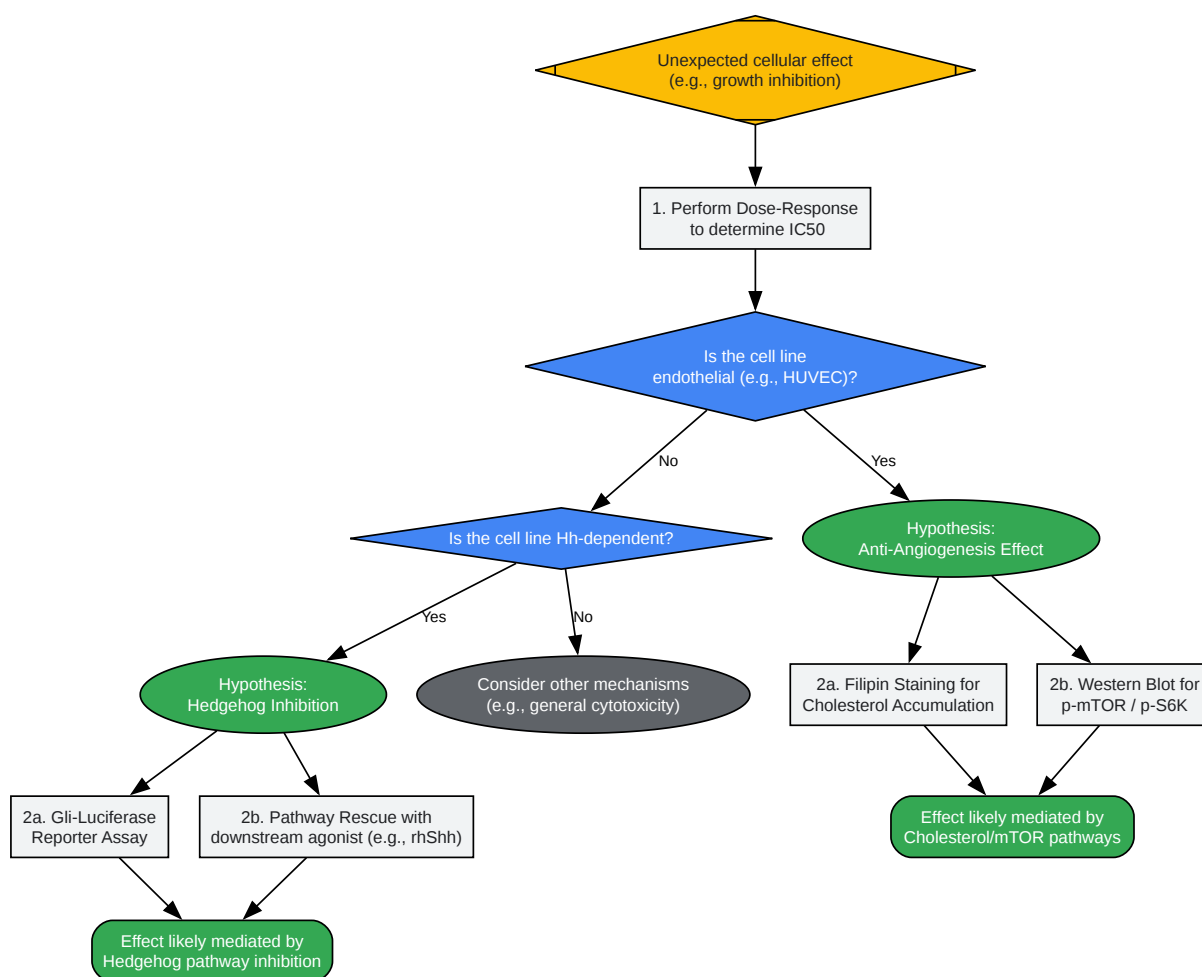 Unexpected cellular effect
(e.g., growth inhibition)
1. Perform Dose-Response
to determine IC50
Is the cell line
endothelial (e.g., HUVEC)?
No
Yes
Is the cell line Hh-dependent?
Hypothesis:
Anti-Angiogenesis Effect
Yes
No
Hypothesis:
Hedgehog Inhibition
Consider other mechanisms
(e.g., general cytotoxicity)
2a. Filipin Staining for
Cholesterol Accumulation
2b. Western Blot for
p-mTOR / p-S6K
2a. Gli-Luciferase
Reporter Assay
2b. Pathway Rescue with
downstream agonist (e.g., rhShh)
Effect likely mediated by
Cholesterol/mTOR pathways
Effect likely mediated by
Hedgehog pathway inhibition